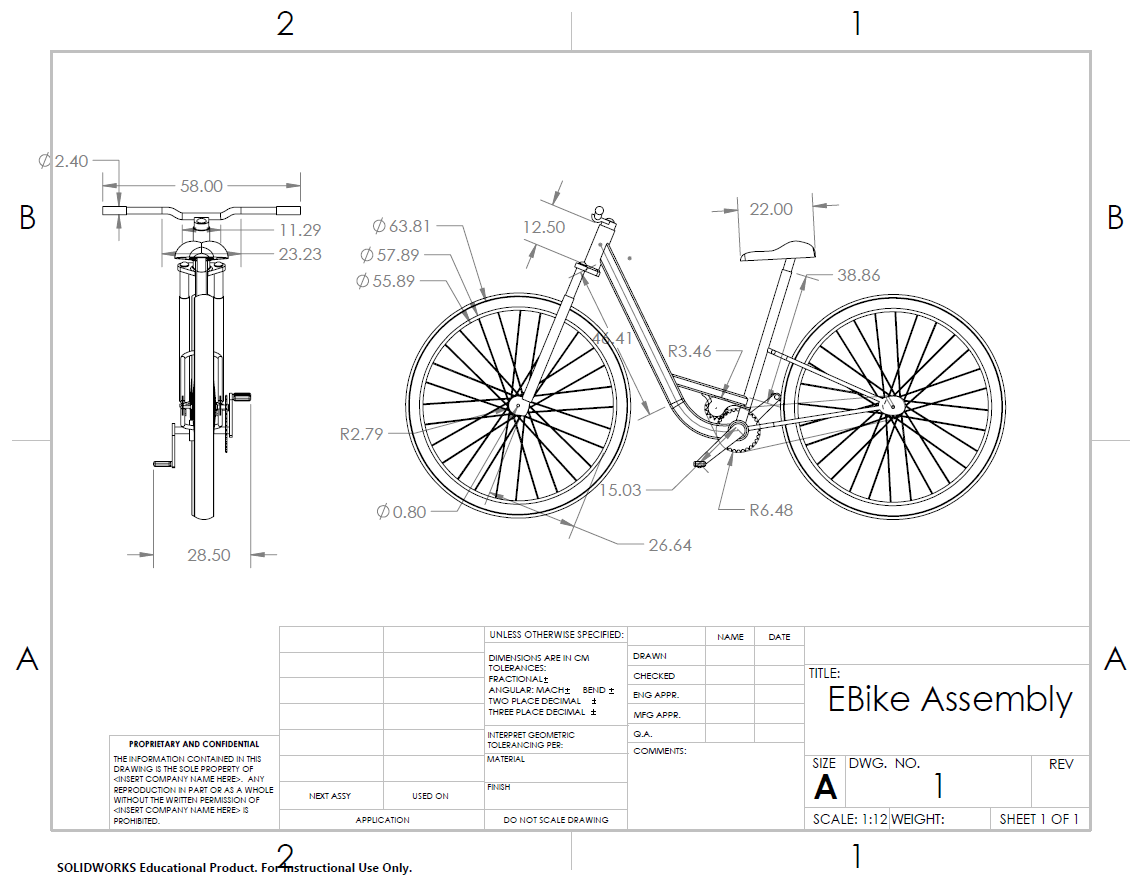 2 1
B B
Ø2.40
58.00
11.29
23.23
Ø63.81
Ø57.89
Ø55.89
12.50
22.00
38.86
46.41
R3.46
R2.79
15.03
Ø0.80
R6.48
26.64
28.50
A A
UNLESS OTHERWISE SPECIFIED:
DIMENSIONS ARE IN CM
TOLERANCES:
FRACTIONAL±
ANGULAR: MACH± BEND ±
TWO PLACE DECIMAL ±
THREE PLACE DECIMAL ±
INTERPRET GEOMETRIC
TOLERANCING PER:
MATERIAL
FINISH
DO NOT SCALE DRAWING
NAME DATE
DRAWN
CHECKED
ENG APPR.
MFG APPR.
Q.A.
COMMENTS:
TITLE:
EBike Assembly
SIZE DWG. NO. REV
A 1
SCALE: 1:12 WEIGHT: SHEET 1 OF 1
PROPRIETARY AND CONFIDENTIAL
THE INFORMATION CONTAINED IN THIS
DRAWING IS THE SOLE PROPERTY OF
<INSERT COMPANY NAME HERE>. ANY
REPRODUCTION IN PART OR AS A WHOLE
WITHOUT THE WRITTEN PERMISSION OF
<INSERT COMPANY NAME HERE> IS
PROHIBITED.
NEXT ASSY USED ON
APPLICATION
2 1
SOLIDWORKS Educational Product. For Instructional Use Only.